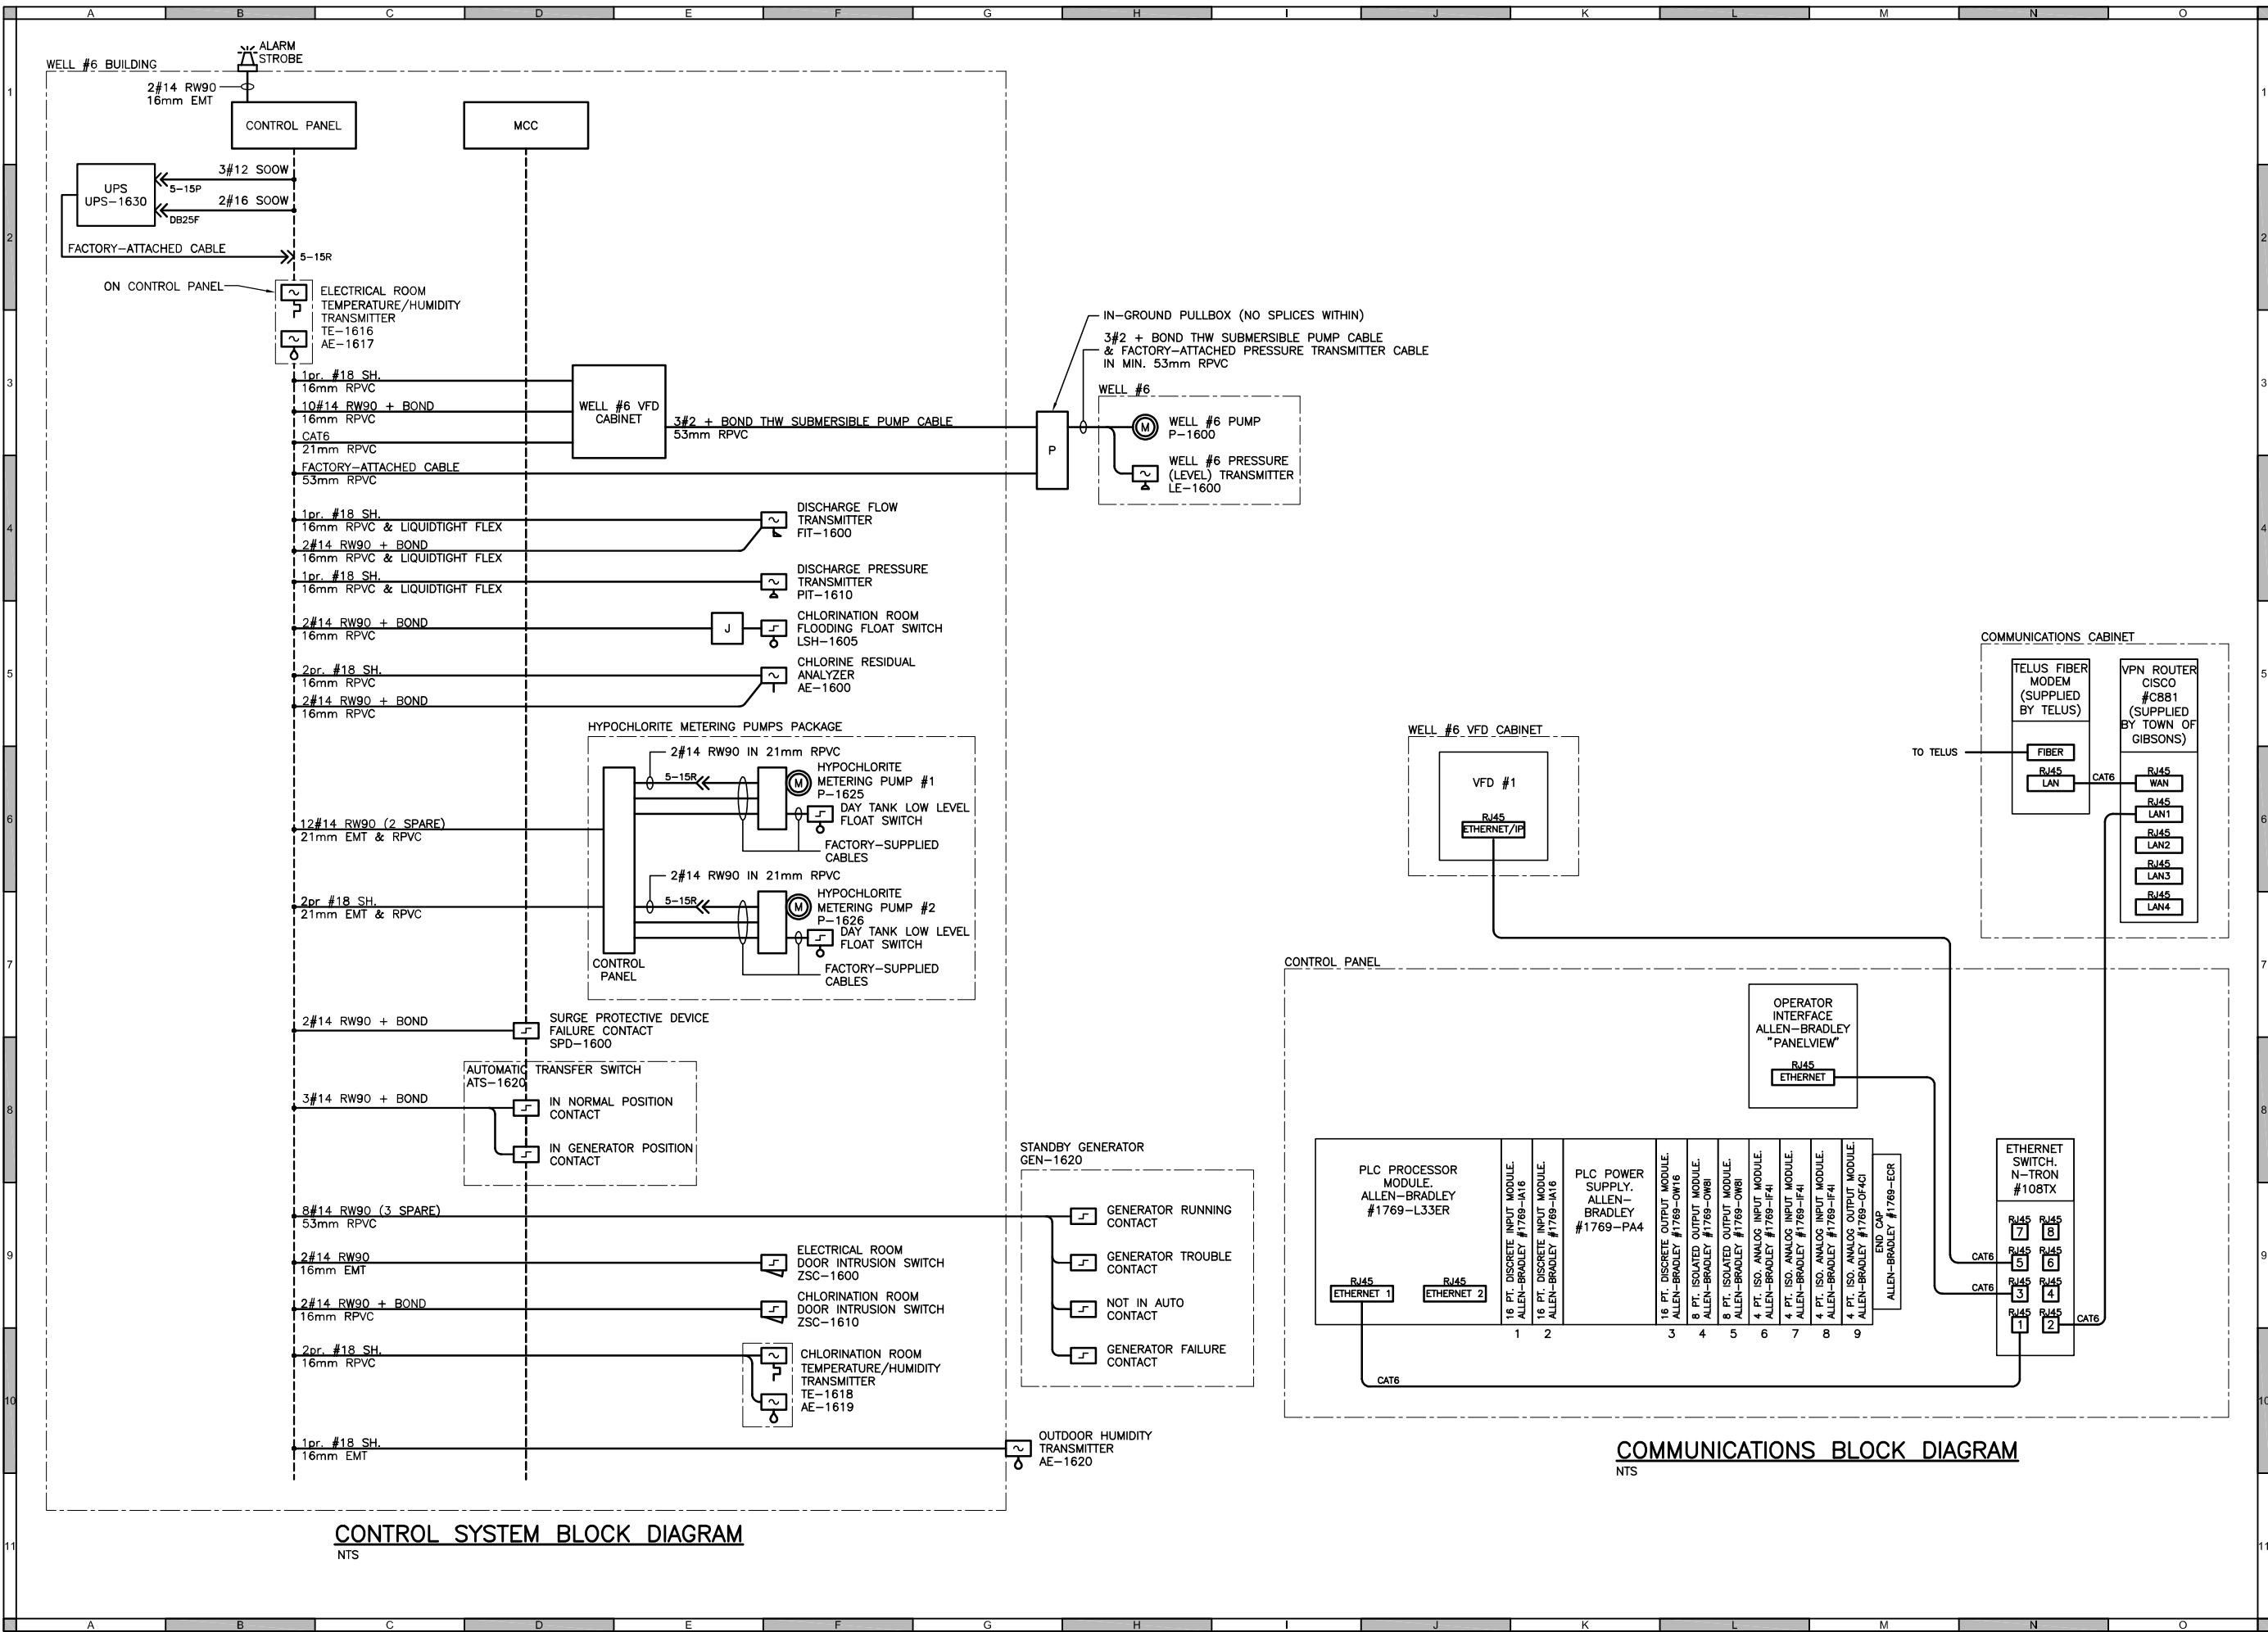 A B C D E F G H I J K L M N O
1 2 3 4 5 6 7 8 9 10 11
ALARM
STROBE
WELL #6 BUILDING
2#14 RW90
16mm EMT
CONTROL PANEL
MCC
3#12 SOOW
5-15P
UPS
UPS-1630
2#16 SOOW
DB25F
FACTORY-ATTACHED CABLE
5-15R
ON CONTROL PANEL
ELECTRICAL ROOM
TEMPERATURE/HUMIDITY
TRANSMITTER
TE-1616
AE-1617
1pr. #18 SH.
16mm RPVC
10#14 RW90 + BOND
16mm RPVC
CAT6
21mm RPVC
WELL #6 VFD
CABINET
3#2 + BOND THW SUBMERSIBLE PUMP CABLE
53mm RPVC
FACTORY-ATTACHED CABLE
53mm RPVC
IN-GROUND PULLBOX (NO SPLICES WITHIN)
3#2 + BOND THW SUBMERSIBLE PUMP CABLE
& FACTORY-ATTACHED PRESSURE TRANSMITTER CABLE
IN MIN. 53mm RPVC
P
WELL #6
M
WELL #6 PUMP
P-1600
WELL #6 PRESSURE
(LEVEL) TRANSMITTER
LE-1600
1pr. #18 SH.
16mm RPVC & LIQUIDTIGHT FLEX
2#14 RW90 + BOND
16mm RPVC & LIQUIDTIGHT FLEX
DISCHARGE FLOW
TRANSMITTER
FIT-1600
1pr. #18 SH.
16mm RPVC & LIQUIDTIGHT FLEX
DISCHARGE PRESSURE
TRANSMITTER
PIT-1610
2#14 RW90 + BOND
16mm RPVC
J
CHLORINATION ROOM
FLOODING FLOAT SWITCH
LSH-1605
2pr. #18 SH.
16mm RPVC
2#14 RW90 + BOND
16mm RPVC
CHLORINE RESIDUAL
ANALYZER
AE-1600
HYPOCHLORITE METERING PUMPS PACKAGE
2#14 RW90 IN 21mm RPVC
5-15R
M
HYPOCHLORITE
METERING PUMP #1
P-1625
DAY TANK LOW LEVEL
FLOAT SWITCH
FACTORY-SUPPLIED
CABLES
12#14 RW90 (2 SPARE)
21mm EMT & RPVC
2#14 RW90 IN 21mm RPVC
5-15R
M
HYPOCHLORITE
METERING PUMP #2
P-1626
DAY TANK LOW LEVEL
FLOAT SWITCH
FACTORY-SUPPLIED
CABLES
2pr #18 SH.
21mm EMT & RPVC
CONTROL
PANEL
2#14 RW90 + BOND
SURGE PROTECTIVE DEVICE
FAILURE CONTACT
SPD-1600
AUTOMATIC TRANSFER SWITCH
ATS-1620
3#14 RW90 + BOND
IN NORMAL POSITION
CONTACT
IN GENERATOR POSITION
CONTACT
STANDBY GENERATOR
GEN-1620
8#14 RW90 (3 SPARE)
53mm RPVC
GENERATOR RUNNING
CONTACT
GENERATOR TROUBLE
CONTACT
NOT IN AUTO
CONTACT
GENERATOR FAILURE
CONTACT
2#14 RW90
16mm EMT
ELECTRICAL ROOM
DOOR INTRUSION SWITCH
ZSC-1600
2#14 RW90 + BOND
16mm RPVC
CHLORINATION ROOM
DOOR INTRUSION SWITCH
ZSC-1610
2pr. #18 SH.
16mm RPVC
CHLORINATION ROOM
TEMPERATURE/HUMIDITY
TRANSMITTER
TE-1618
AE-1619
1pr. #18 SH.
16mm EMT
OUTDOOR HUMIDITY
TRANSMITTER
AE-1620
CONTROL SYSTEM BLOCK DIAGRAM
NTS
COMMUNICATIONS CABINET
TELUS FIBER
MODEM
(SUPPLIED
BY TELUS)
VPN ROUTER
CISCO
#C881
(SUPPLIED
BY TOWN OF
GIBSONS)
TO TELUS
FIBER
RJ45
LAN
CAT6
RJ45
WAN
RJ45
LAN1
RJ45
LAN2
RJ45
LAN3
RJ45
LAN4
WELL #6 VFD CABINET
VFD #1
RJ45
ETHERNET/IP
CONTROL PANEL
OPERATOR
INTERFACE
ALLEN-BRADLEY
"PANELVIEW"
RJ45
ETHERNET
PLC PROCESSOR
MODULE.
ALLEN-BRADLEY
#1769-L33ER
RJ45
ETHERNET 1
RJ45
ETHERNET 2
16 PT. DISCRETE INPUT MODULE.
ALLEN-BRADLEY #1769-IA16
16 PT. DISCRETE INPUT MODULE.
ALLEN-BRADLEY #1769-IA16
PLC POWER
SUPPLY.
ALLEN-
BRADLEY
#1769-PA4
16 PT. DISCRETE OUTPUT MODULE.
ALLEN-BRADLEY #1769-OW16
8 PT. ISOLATED OUTPUT MODULE.
ALLEN-BRADLEY #1769-OW8I
8 PT. ISOLATED OUTPUT MODULE.
ALLEN-BRADLEY #1769-OW8I
4 PT. ISO. ANALOG INPUT MODULE.
ALLEN-BRADLEY #1769-IF4I
4 PT. ISO. ANALOG INPUT MODULE.
ALLEN-BRADLEY #1769-IF4I
4 PT. ISO. ANALOG INPUT MODULE.
ALLEN-BRADLEY #1769-IF4I
4 PT. ISO. ANALOG OUTPUT MODULE.
ALLEN-BRADLEY #1769-OF4CI
END CAP
ALLEN-BRADLEY #1769-ECR
1 2 3 4 5 6 7 8 9
ETHERNET
SWITCH.
N-TRON
#108TX
RJ45 RJ45
7 8
CAT6
RJ45 RJ45
5 6
CAT6
RJ45 RJ45
3 4
RJ45 RJ45
1 2
CAT6
CAT6
COMMUNICATIONS BLOCK DIAGRAM
NTS
1 2 3 4 5 6 7 8 9 10 11
A B C D E F G H I J K L M N O